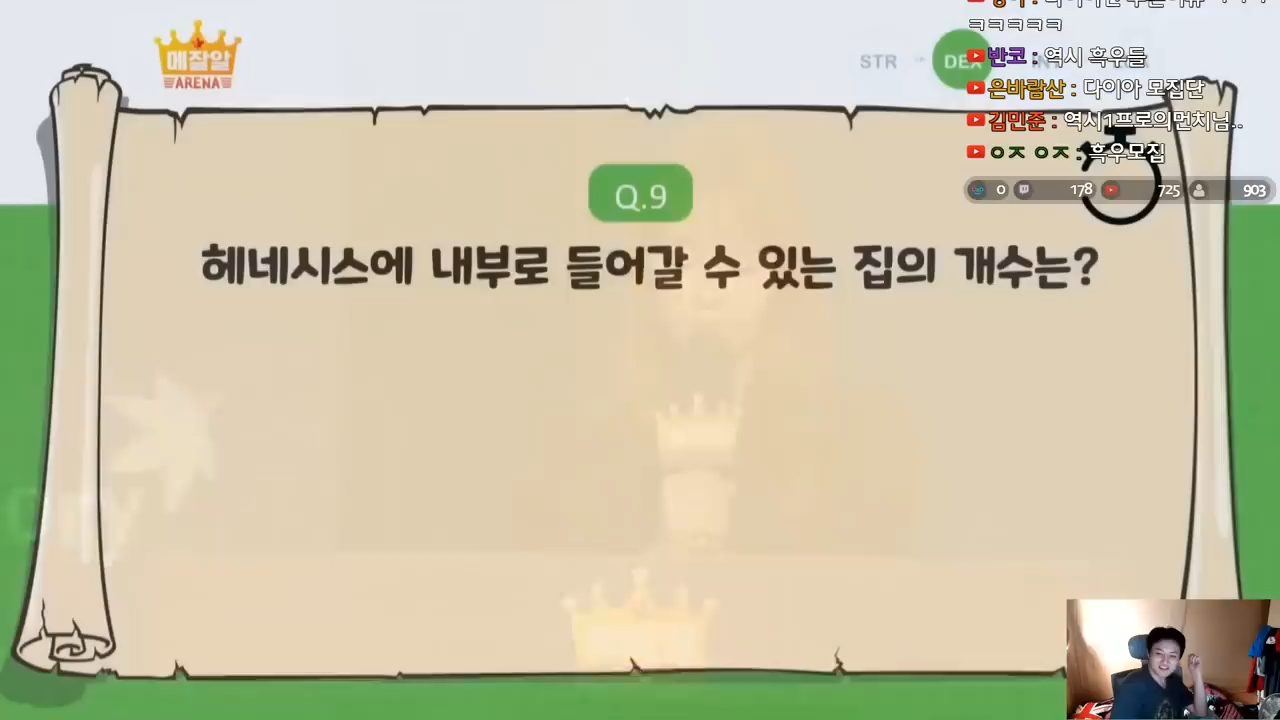 ㅋㅋㅋㅋㅋ
메잘알
ARENA
STR
DEX
반코 : 역시 흑우들
은바람산 : 다이아 모집단
김민준 : 역시1프로의먼치님..
ㅇㅈ ㅇㅈ : 흑우모집
0 178 725 903
Q.9
헤네시스에 내부로 들어갈 수 있는 집의 개수는?